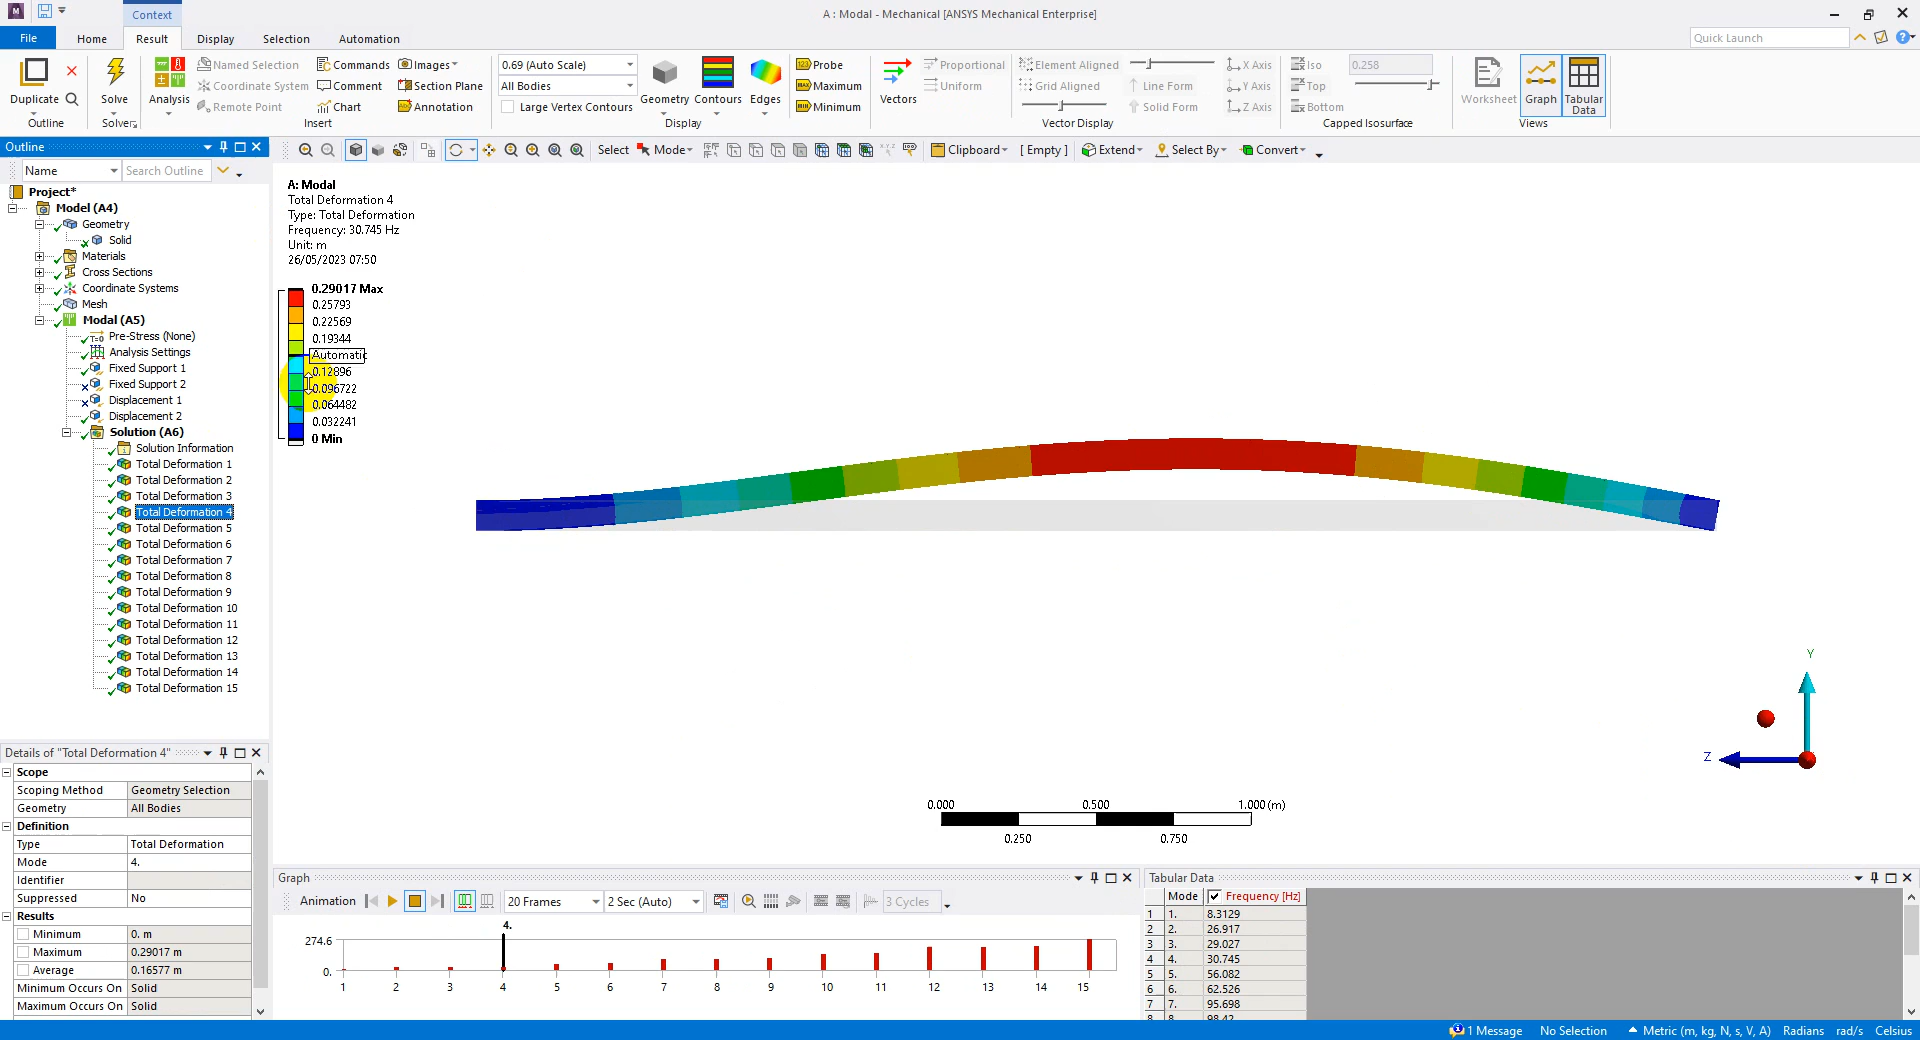 M
Context
A : Modal - Mechanical [ANSYS Mechanical Enterprise]
File
Home
Result
Display
Selection
Automation
Quick Launch
Duplicate
Outline
Solve
Solver
Analysis
Named Selection
Coordinate System
Remote Point
Commands
Comment
Chart
Images
Section Plane
Annotation
Insert
0.69 (Auto Scale)
All Bodies
Large Vertex Contours
Geometry
Contours
Edges
Display
Probe
Maximum
Minimum
Vectors
Proportional
Uniform
Element Aligned
Grid Aligned
Line Form
Solid Form
X Axis
Y Axis
Z Axis
Vector Display
Iso
Top
Bottom
0.258
Capped Isosurface
Worksheet
Graph
Tabular
Data
Views
Outline
Name
Search Outline
Select
Mode
Clipboard
[ Empty ]
Extend
Select By
Convert
Project*
Model (A4)
Geometry
Solid
Materials
Cross Sections
Coordinate Systems
Mesh
Modal (A5)
Pre-Stress (None)
Analysis Settings
Fixed Support 1
Fixed Support 2
Displacement 1
Displacement 2
Solution (A6)
Solution Information
Total Deformation 1
Total Deformation 2
Total Deformation 3
Total Deformation 4
Total Deformation 5
Total Deformation 6
Total Deformation 7
Total Deformation 8
Total Deformation 9
Total Deformation 10
Total Deformation 11
Total Deformation 12
Total Deformation 13
Total Deformation 14
Total Deformation 15
A: Modal
Total Deformation 4
Type: Total Deformation
Frequency: 30.745 Hz
Unit: m
26/05/2023 07:50
0.29017 Max
0.25793
0.22569
0.19344
Automatic
0.12896
0.096722
0.064482
0.032241
0 Min
Y
Z
0.000
0.500
1.000 (m)
0.250
0.750
Details of "Total Deformation 4"
Scope
Scoping Method Geometry Selection
Geometry All Bodies
Definition
Type Total Deformation
Mode 4.
Identifier
Suppressed No
Results
Minimum 0. m
Maximum 0.29017 m
Average 0.16577 m
Minimum Occurs On Solid
Maximum Occurs On Solid
Graph
Animation
20 Frames
2 Sec (Auto)
3 Cycles
4.
274.6
0.
1 2 3 4 5 6 7 8 9 10 11 12 13 14 15
Tabular Data
Mode Frequency [Hz]
1 1. 8.3129
2 2. 26.917
3 3. 29.027
4 4. 30.745
5 5. 56.082
6 6. 62.526
7 7. 95.698
8 8. 98.42
1 Message
No Selection
Metric (m, kg, N, s, V, A)
Radians
rad/s
Celsius